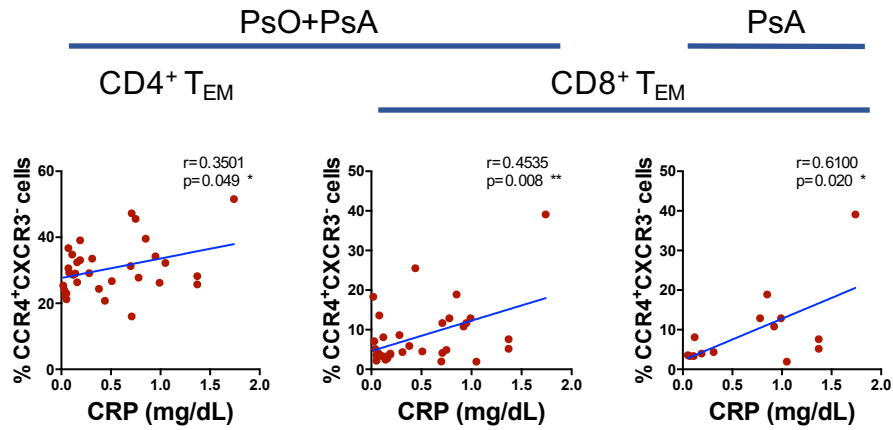 PsO+PsA
PsA
CD4⁺ T_EM
CD8⁺ T_EM
r=0.3501
p=0.049 *
% CCR4⁺CXCR3⁻ cells
60
40
20
0
0.0 0.5 1.0 1.5 2.0
CRP (mg/dL)
r=0.4535
p=0.008 **
% CCR4⁺CXCR3⁻ cells
50
40
30
20
10
0
0.0 0.5 1.0 1.5 2.0
CRP (mg/dL)
r=0.6100
p=0.020 *
% CCR4⁺CXCR3⁻ cells
50
40
30
20
10
0
0.0 0.5 1.0 1.5 2.0
CRP (mg/dL)